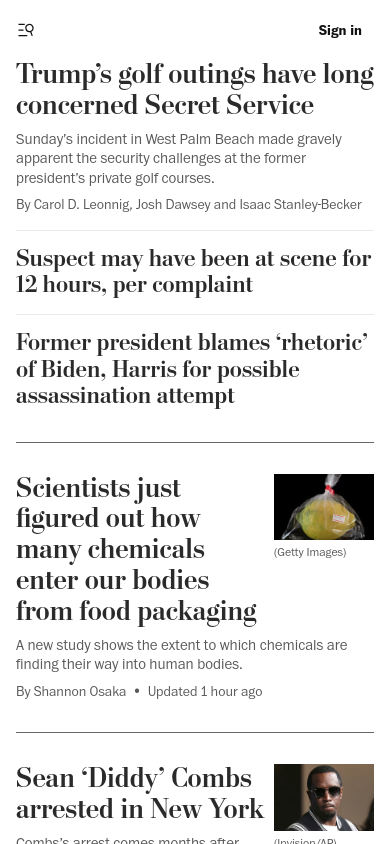 Sign in
Trump’s golf outings have long
concerned Secret Service
Sunday’s incident in West Palm Beach made gravely
apparent the security challenges at the former
president’s private golf courses.
By Carol D. Leonnig, Josh Dawsey and Isaac Stanley-Becker
Suspect may have been at scene for
12 hours, per complaint
Former president blames ‘rhetoric’
of Biden, Harris for possible
assassination attempt
Scientists just
figured out how
many chemicals
enter our bodies
from food packaging
(Getty Images)
A new study shows the extent to which chemicals are
finding their way into human bodies.
By Shannon Osaka • Updated 1 hour ago
Sean ‘Diddy’ Combs
arrested in New York
(Invision/AP)
Combs’s arrest comes months after